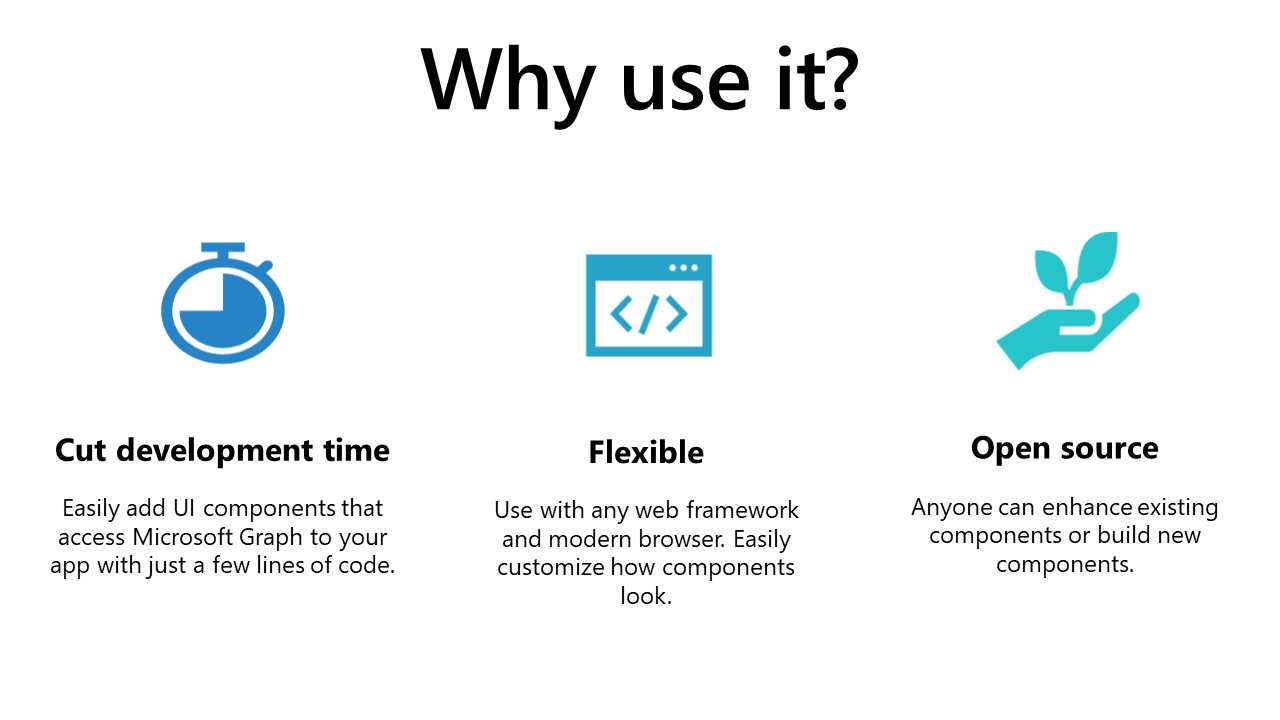 Why use it?
Cut development time
Easily add UI components that
access Microsoft Graph to your
app with just a few lines of code.
Flexible
Use with any web framework
and modern browser. Easily
customize how components
look.
Open source
Anyone can enhance existing
components or build new
components.